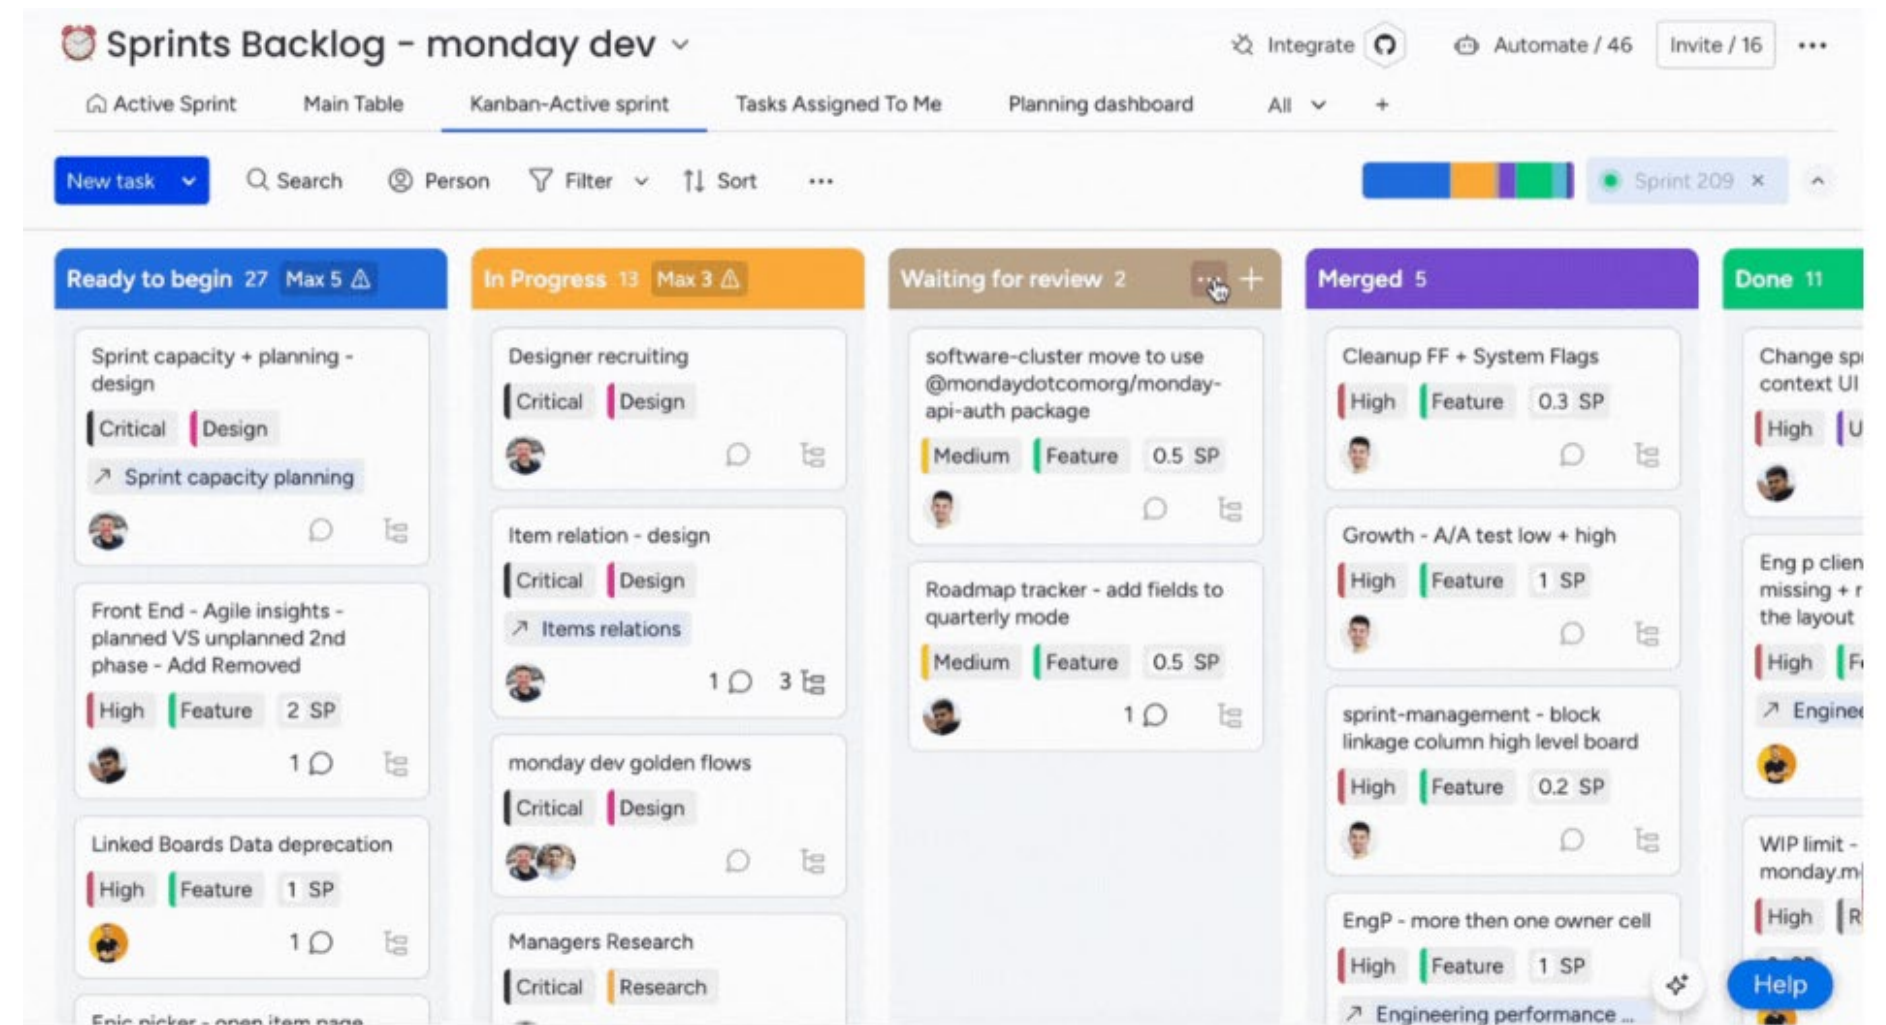 Sprints Backlog - monday dev
Integrate
Automate / 46
Invite / 16
Active Sprint
Main Table
Kanban-Active sprint
Tasks Assigned To Me
Planning dashboard
All
New task
Search
Person
Filter
Sort
Sprint 209
Ready to begin 27 Max 5
Sprint capacity + planning -
design
Critical Design
Sprint capacity planning
Front End - Agile insights -
planned VS unplanned 2nd
phase - Add Removed
High Feature 2 SP
1
Linked Boards Data deprecation
High Feature 1 SP
1
Epic picker - open item page
In Progress 13 Max 3
Designer recruiting
Critical Design
Item relation - design
Critical Design
Items relations
1 3
monday dev golden flows
Critical Design
Managers Research
Critical Research
Waiting for review 2
software-cluster move to use
@mondaydotcomorg/monday-
api-auth package
Medium Feature 0.5 SP
Roadmap tracker - add fields to
quarterly mode
Medium Feature 0.5 SP
1
Merged 5
Cleanup FF + System Flags
High Feature 0.3 SP
Growth - A/A test low + high
High Feature 1 SP
sprint-management - block
linkage column high level board
High Feature 0.2 SP
EngP - more then one owner cell
High Feature 1 SP
Engineering performance ...
Done 11
Change sp
context UI
High U
Eng p clien
missing + r
the layout
High F
Enginee
WIP limit -
monday.m
High R
Help